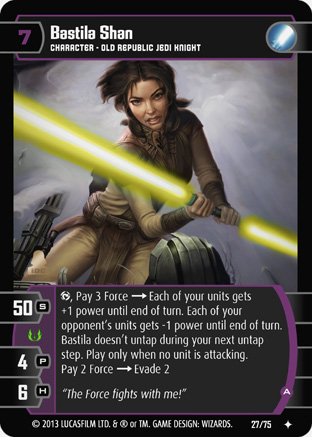 7
Bastila Shan
CHARACTER - OLD REPUBLIC JEDI KNIGHT
50 S
4 P
6 H
, Pay 3 Force → Each of your units gets
+1 power until end of turn. Each of your
opponent's units gets -1 power until end of turn.
Bastila doesn't untap during your next untap
step. Play only when no unit is attacking.
Pay 2 Force → Evade 2
"The Force fights with me!"
A
© 2013 LUCASFILM LTD. & ® or TM. GAME DESIGN: WIZARDS.
27/75